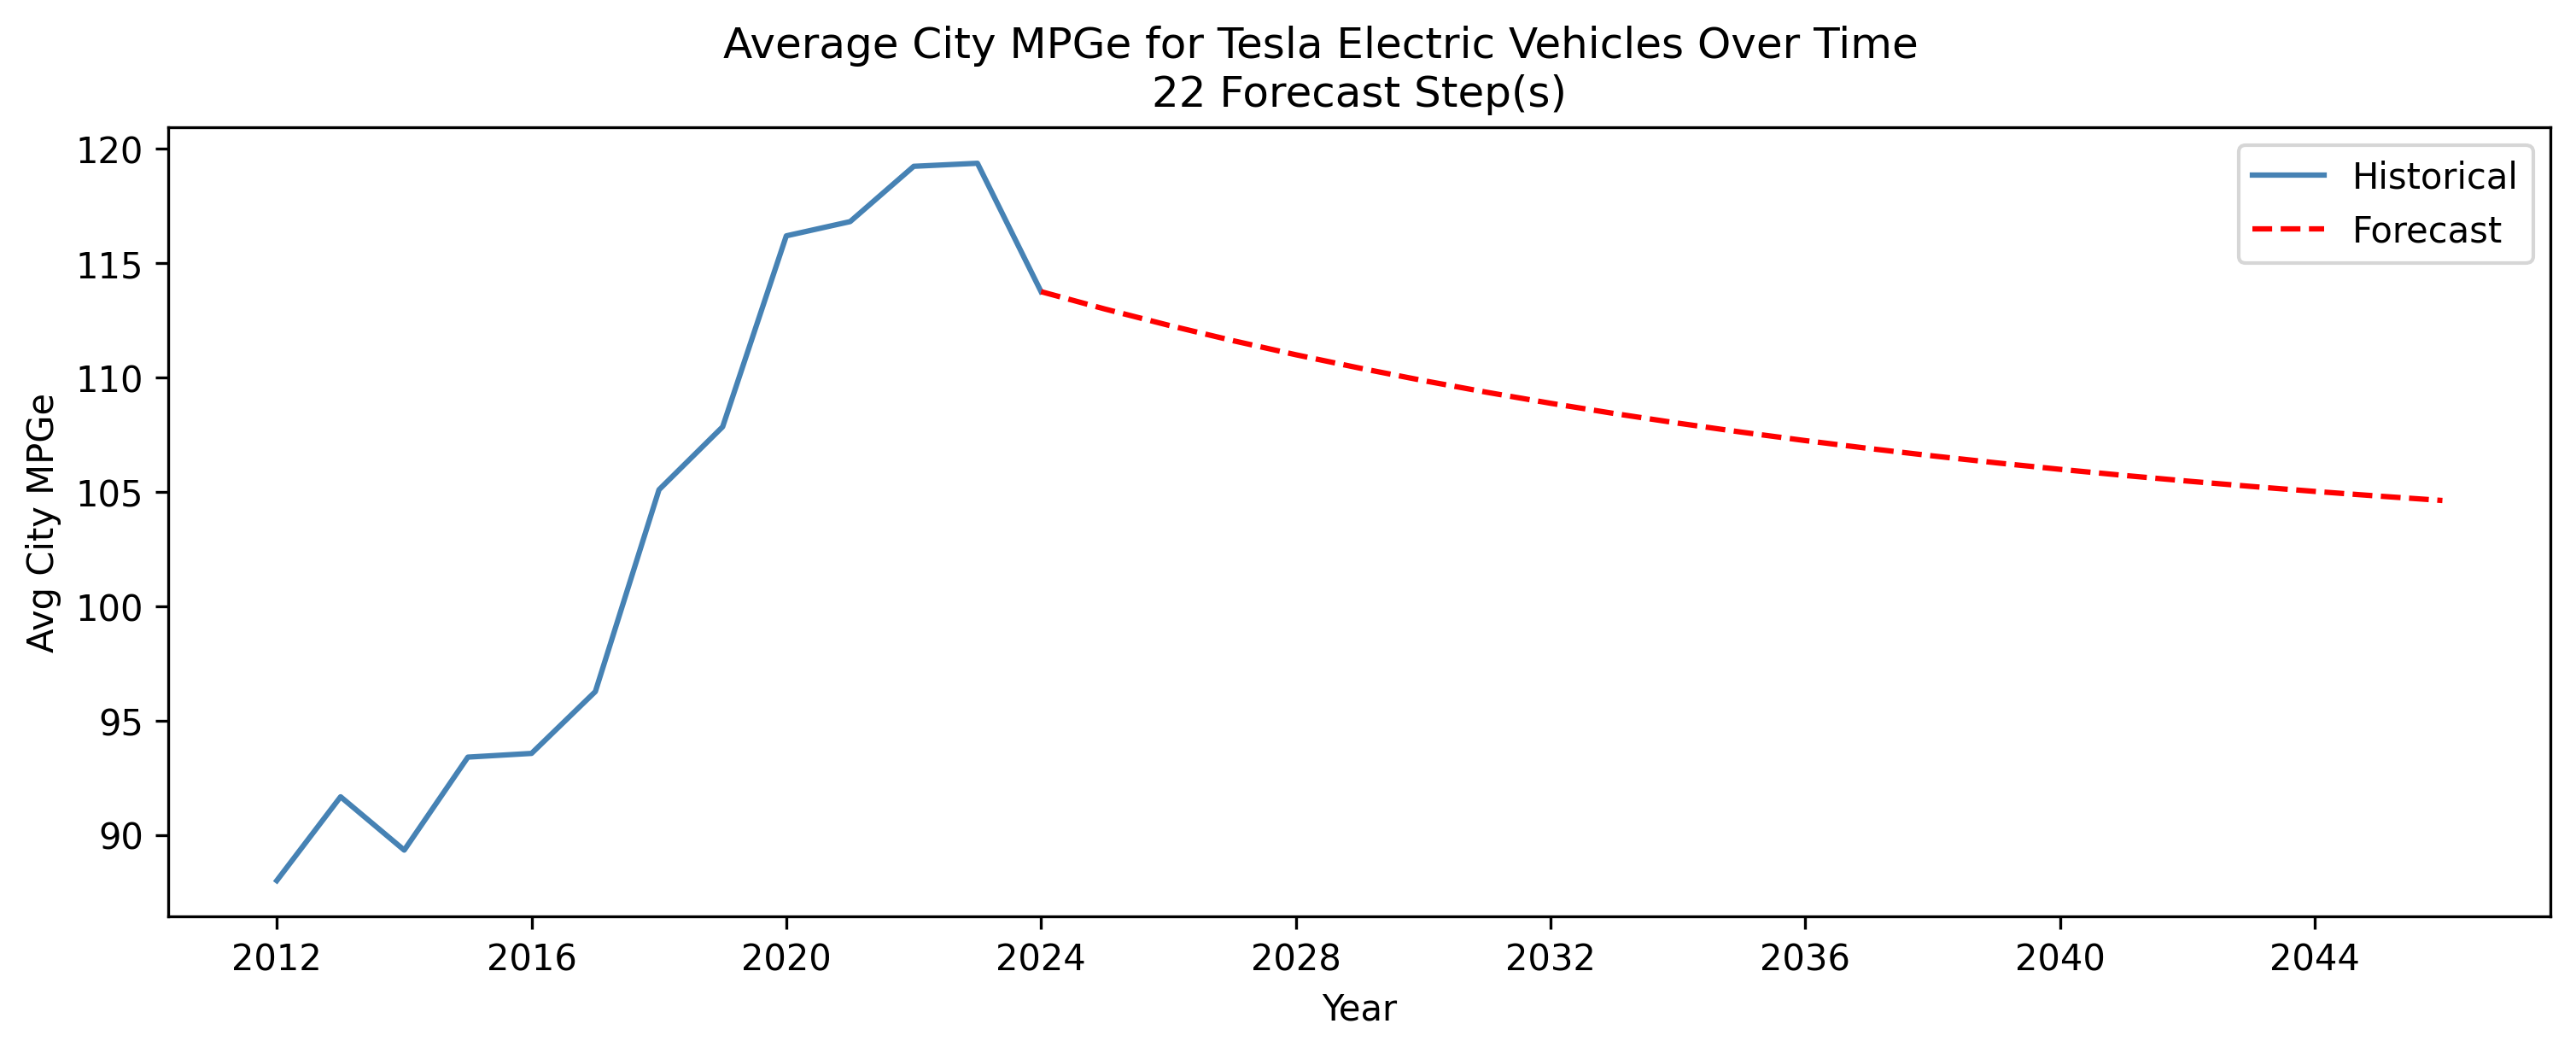 Average City MPGe for Tesla Electric Vehicles Over Time
22 Forecast Step(s)
Historical
Forecast
Avg City MPGe
120
115
110
105
100
95
90
2012
2016
2020
2024
2028
2032
2036
2040
2044
Year